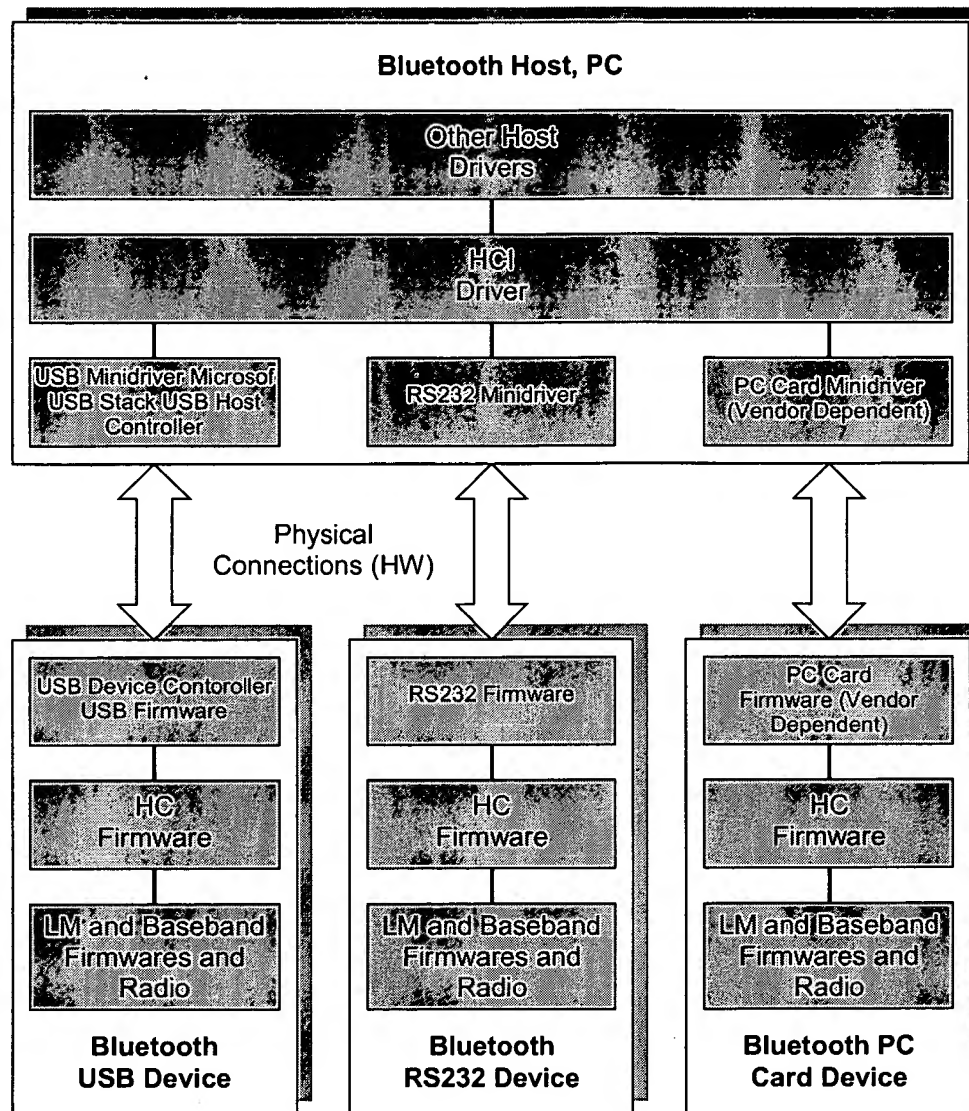 Bluetooth Host, PC
Other Host
Drivers
HCI
Driver
USB Minidriver Microsof
USB Stack USB Host
Controller
RS232 Minidriver
PC Card Minidriver
(Vendor Dependent)
Physical
Connections (HW)
USB Device Contoroller
USB Firmware
HC
Firmware
LM and Baseband
Firmwares and
Radio
Bluetooth
USB Device
RS232 Firmware
HC
Firmware
LM and Baseband
Firmwares and
Radio
Bluetooth
RS232 Device
PC Card
Firmware (Vendor
Dependent)
HC
Firmware
LM and Baseband
Firmwares and
Radio
Bluetooth PC
Card Device